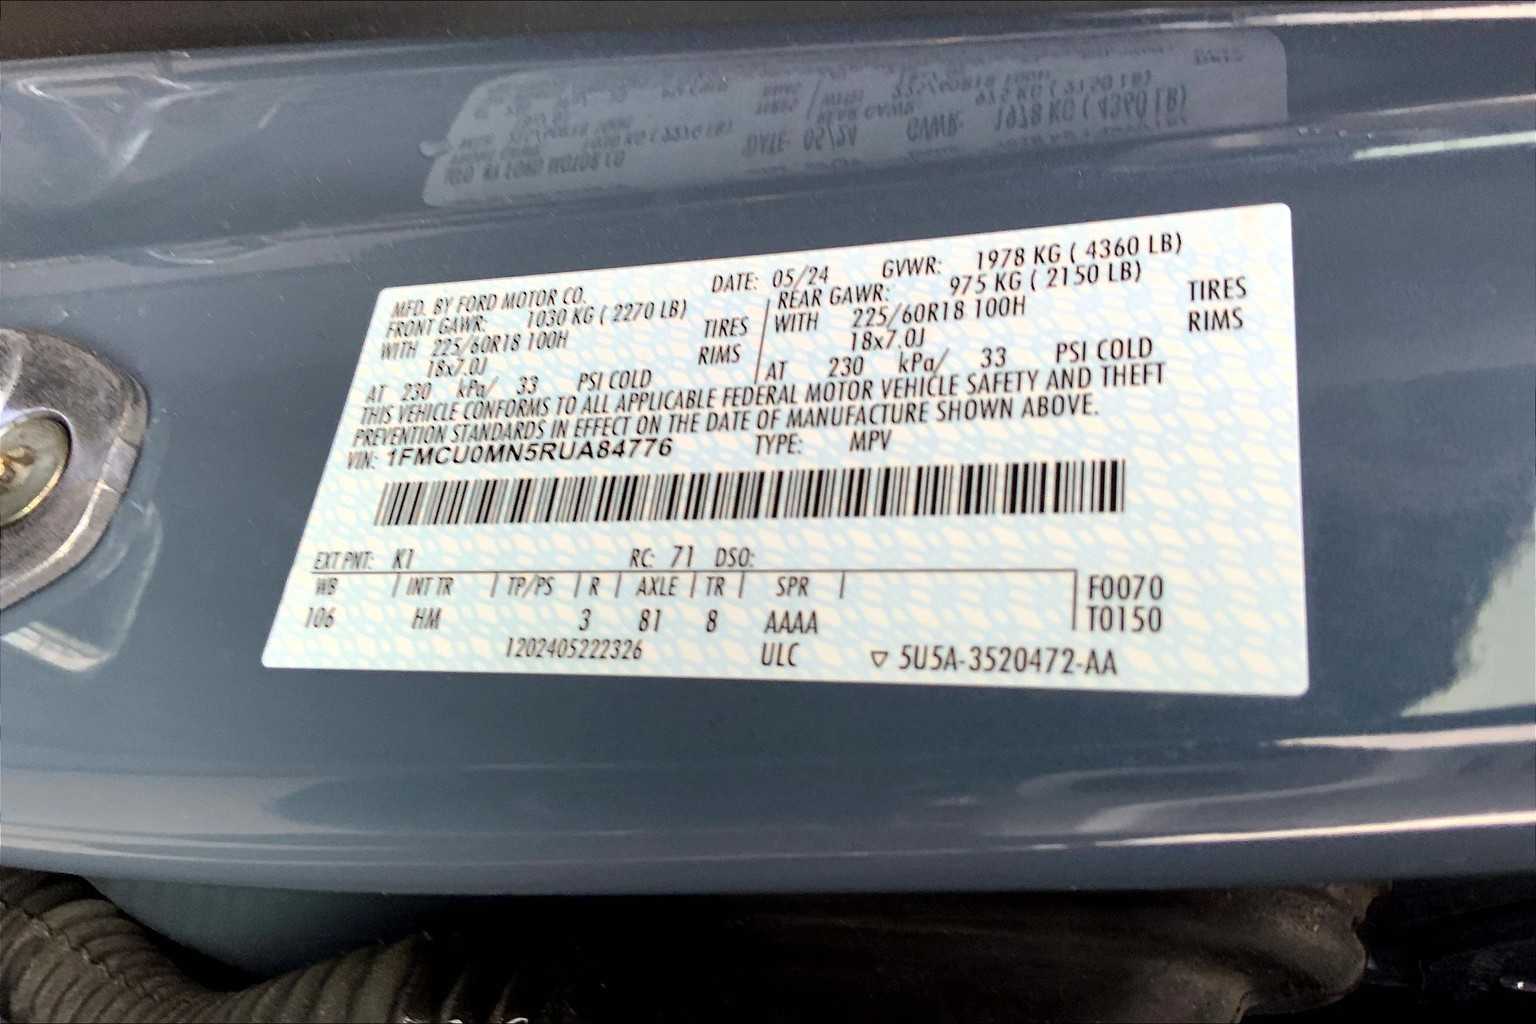 MFD. BY FORD MOTOR CO. DATE: 05/24 GVWR: 1978 KG ( 4360 LB)
FRONT GAWR: 1030 KG ( 2270 LB) REAR GAWR: 975 KG ( 2150 LB)
WITH 225/60R18 100H TIRES WITH 225/60R18 100H TIRES
18x7.0J RIMS 18x7.0J RIMS
AT 230 kPa/ 33 PSI COLD AT 230 kPa/ 33 PSI COLD
THIS VEHICLE CONFORMS TO ALL APPLICABLE FEDERAL MOTOR VEHICLE SAFETY AND THEFT
PREVENTION STANDARDS IN EFFECT ON THE DATE OF MANUFACTURE SHOWN ABOVE.
VIN: 1FMCU0MN5RUA84776 TYPE: MPV
EXT PNT: K1 RC: 71 DSO:
WB INT TR TP/PS R AXLE TR SPR F0070
106 HM 3 81 8 AAAA T0150
1202405222326 ULC ▽ 5U5A-3520472-AA